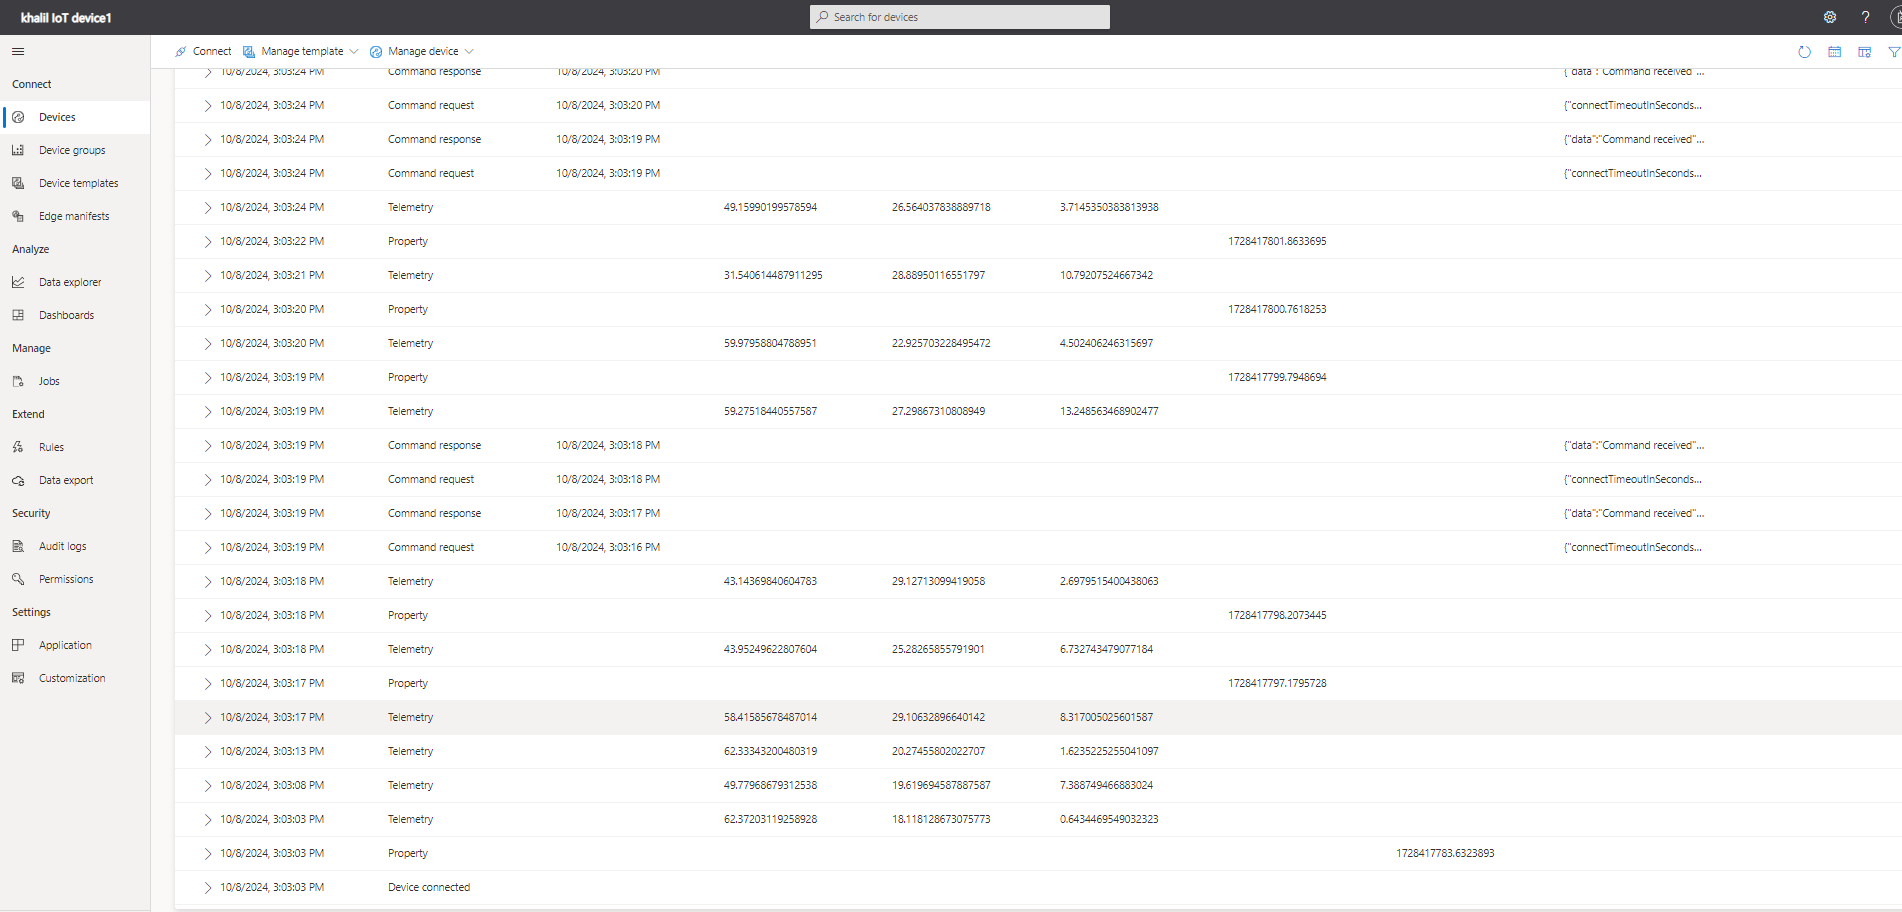 khalil IoT device1
Search for devices
?
Connect
Manage template
Manage device
Connect
Devices
Device groups
Device templates
Edge manifests
Analyze
Data explorer
Dashboards
Manage
Jobs
Extend
Rules
Data export
Security
Audit logs
Permissions
Settings
Application
Customization
10/8/2024, 3:03:24 PM Command response 10/8/2024, 3:03:20 PM {"data":"Command received"...
10/8/2024, 3:03:24 PM Command request 10/8/2024, 3:03:20 PM {"connectTimeoutInSeconds...
10/8/2024, 3:03:24 PM Command response 10/8/2024, 3:03:19 PM {"data":"Command received"...
10/8/2024, 3:03:24 PM Command request 10/8/2024, 3:03:19 PM {"connectTimeoutInSeconds...
10/8/2024, 3:03:24 PM Telemetry 49.15990199578594 26.564037838889718 3.7145350383813938
10/8/2024, 3:03:22 PM Property 1728417801.8633695
10/8/2024, 3:03:21 PM Telemetry 31.540614487911295 28.88950116551797 10.79207524667342
10/8/2024, 3:03:20 PM Property 1728417800.7618253
10/8/2024, 3:03:20 PM Telemetry 59.97958804788951 22.925703228495472 4.502406246315697
10/8/2024, 3:03:19 PM Property 1728417799.7948694
10/8/2024, 3:03:19 PM Telemetry 59.27518440557587 27.29867310808949 13.248563468902477
10/8/2024, 3:03:19 PM Command response 10/8/2024, 3:03:18 PM {"data":"Command received"...
10/8/2024, 3:03:19 PM Command request 10/8/2024, 3:03:18 PM {"connectTimeoutInSeconds...
10/8/2024, 3:03:19 PM Command response 10/8/2024, 3:03:17 PM {"data":"Command received"...
10/8/2024, 3:03:19 PM Command request 10/8/2024, 3:03:16 PM {"connectTimeoutInSeconds...
10/8/2024, 3:03:18 PM Telemetry 43.14369840604783 29.12713099419058 2.6979515400438063
10/8/2024, 3:03:18 PM Property 1728417798.2073445
10/8/2024, 3:03:18 PM Telemetry 43.95249622807604 25.28265855791901 6.732743479077184
10/8/2024, 3:03:17 PM Property 1728417797.1795728
10/8/2024, 3:03:17 PM Telemetry 58.41585678487014 29.10632896640142 8.317005025601587
10/8/2024, 3:03:13 PM Telemetry 62.33343200480319 20.27455802022707 1.6235225255041097
10/8/2024, 3:03:08 PM Telemetry 49.77968679312538 19.619694587887587 7.388749466883024
10/8/2024, 3:03:03 PM Telemetry 62.37203119258928 18.118128673075773 0.6434469549032323
10/8/2024, 3:03:03 PM Property 1728417783.6323893
10/8/2024, 3:03:03 PM Device connected